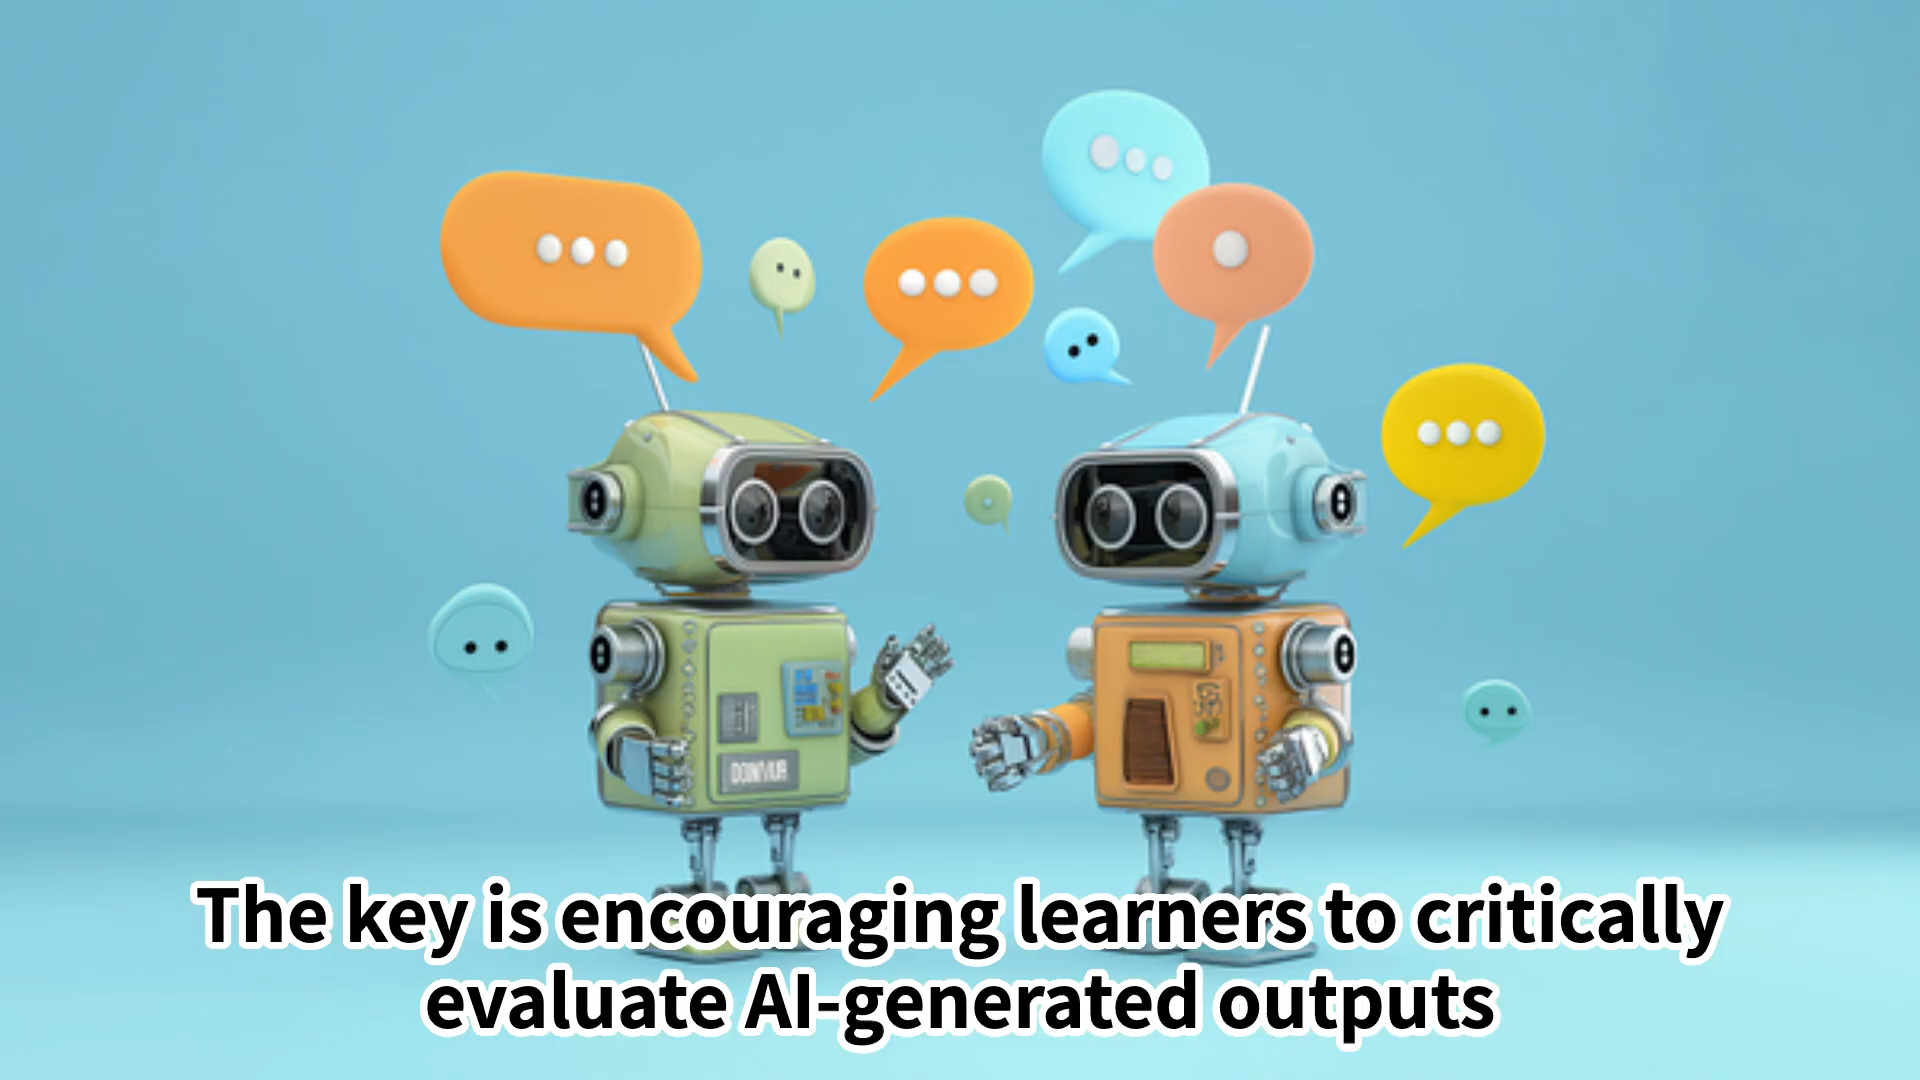 The key is encouraging learners to critically
evaluate AI-generated outputs